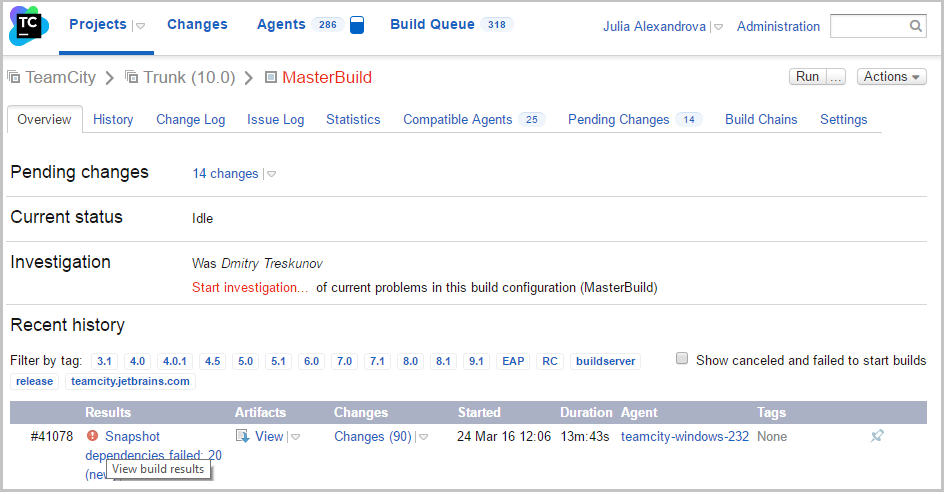 TC Projects Changes Agents 286 Build Queue 318 Julia Alexandrova Administration
TeamCity Trunk (10.0) MasterBuild Run ... Actions
Overview History Change Log Issue Log Statistics Compatible Agents 25 Pending Changes 14 Build Chains Settings
Pending changes 14 changes
Current status Idle
Investigation Was Dmitry Treskunov
Start investigation... of current problems in this build configuration (MasterBuild)
Recent history
Filter by tag: 3.1 4.0 4.0.1 4.5 5.0 5.1 6.0 7.0 7.1 8.0 8.1 9.1 EAP RC buildserver Show canceled and failed to start builds
release teamcity.jetbrains.com
Results Artifacts Changes Started Duration Agent Tags
#41078 Snapshot View Changes (90) 24 Mar 16 12:06 13m:43s teamcity-windows-232 None
dependencies failed: 20
View build results